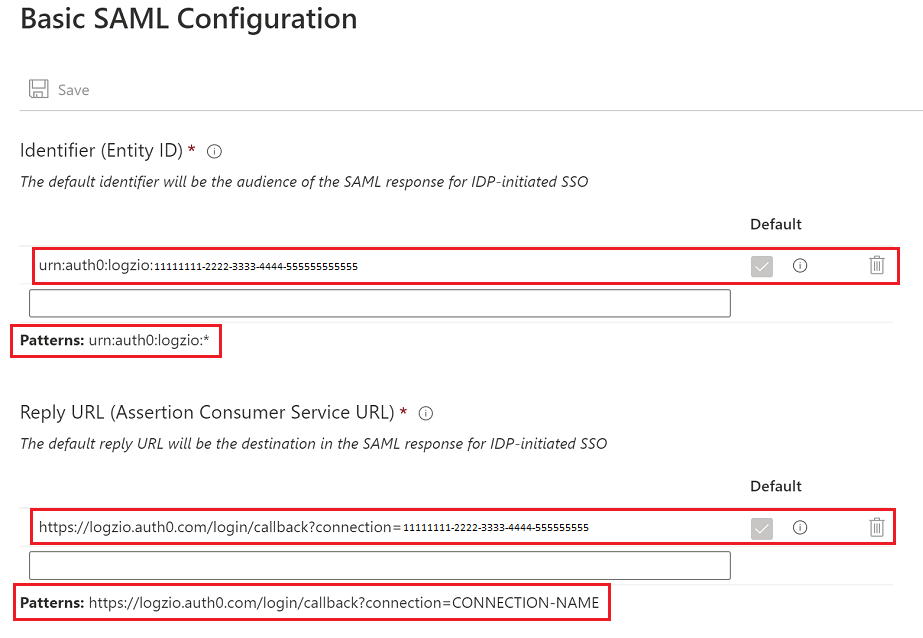 Basic SAML Configuration
Save
Identifier (Entity ID) *
The default identifier will be the audience of the SAML response for IDP-initiated SSO
Default
urn:auth0:logzio:11111111-2222-3333-4444-555555555555
Patterns: urn:auth0:logzio:*
Reply URL (Assertion Consumer Service URL) *
The default reply URL will be the destination in the SAML response for IDP-initiated SSO
Default
https://logzio.auth0.com/login/callback?connection=11111111-2222-3333-4444-555555555
Patterns: https://logzio.auth0.com/login/callback?connection=CONNECTION-NAME